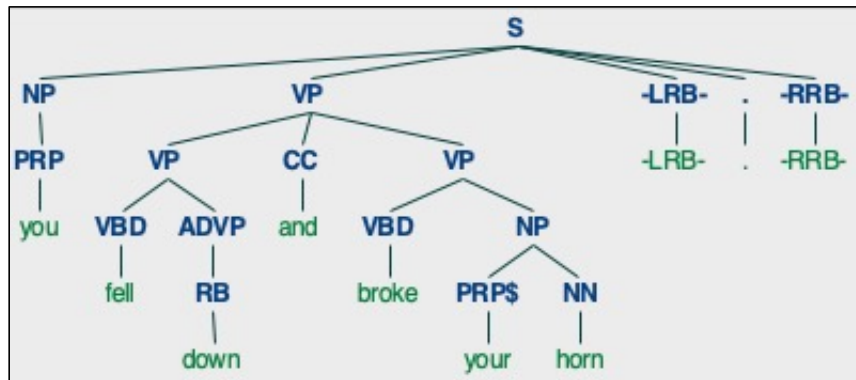 S
NP VP -LRB- . -RRB-
PRP VP CC VP -LRB- . -RRB-
you VBD ADVP and VBD NP
fell RB broke PRP$ NN
down your horn